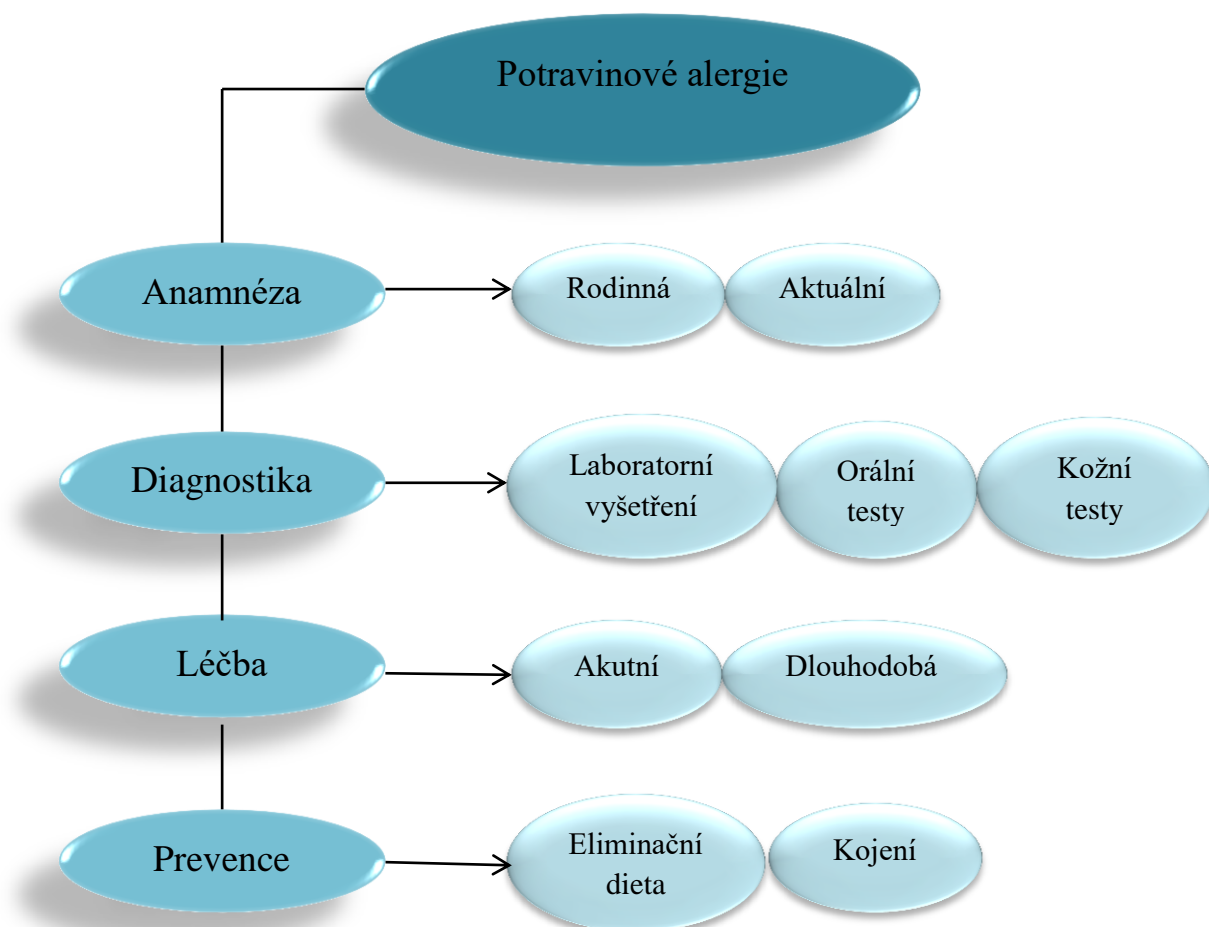 Potravinové alergie
Anamnéza
Rodinná
Aktuální
Diagnostika
Laboratorní
vyšetření
Orální
testy
Kožní
testy
Léčba
Akutní
Dlouhodobá
Prevence
Eliminační
dieta
Kojení